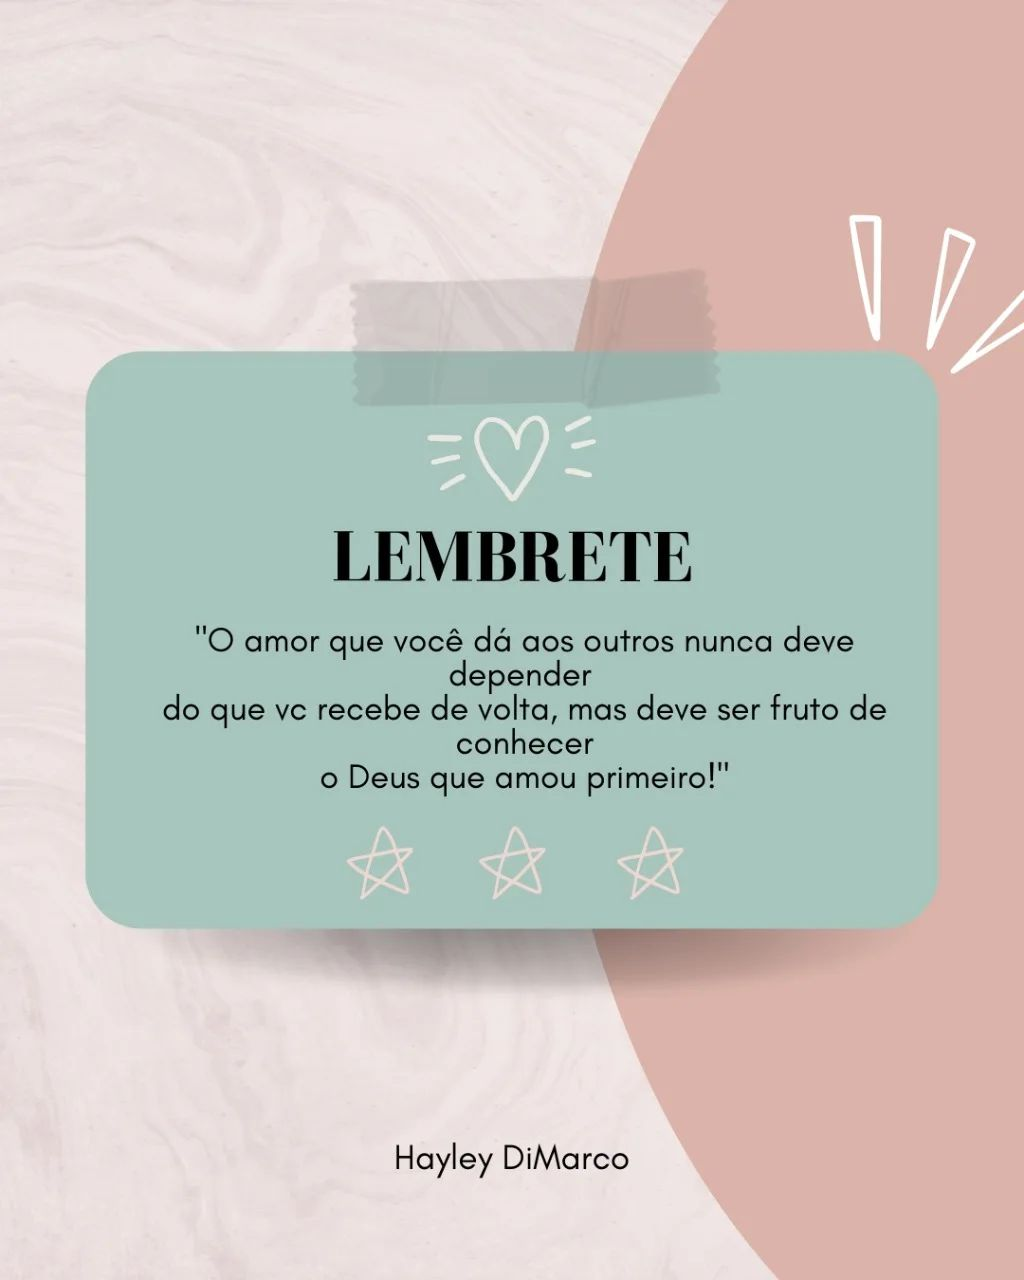 LEMBRETE
"O amor que você dá aos outros nunca deve
depender
do que vc recebe de volta, mas deve ser fruto de
conhecer
o Deus que amou primeiro!"
Hayley DiMarco